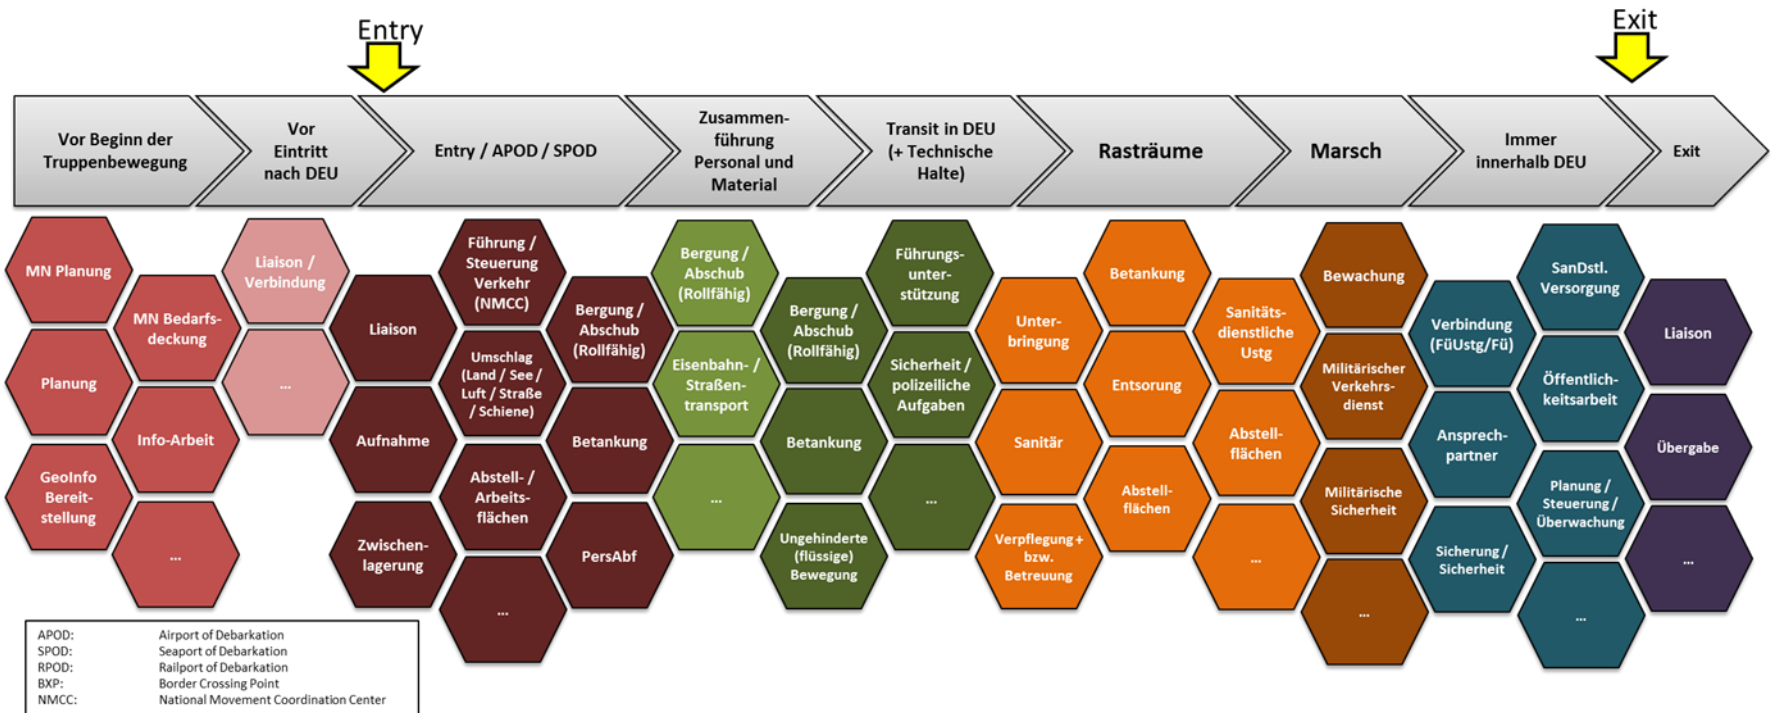 Entry
Exit
Vor Beginn der
Truppenbewegung
Vor
Eintritt
nach DEU
Entry / APOD / SPOD
Zusammen-
führung
Personal und
Material
Transit in DEU
(+ Technische
Halte)
Rasträume
Marsch
Immer
innerhalb DEU
Exit
MN Planung
Planung
GeoInfo
Bereit-
stellung
MN Bedarfs-
deckung
Info-Arbeit
...
Liaison /
Verbindung
...
Liaison
Aufnahme
Zwischen-
lagerung
Führung /
Steuerung
Verkehr
(NMCC)
Umschlag
(Land / See /
Luft / Straße
/ Schiene)
Abstell- /
Arbeits-
flächen
...
Bergung /
Abschub
(Rollfähig)
Betankung
PersAbf
Bergung /
Abschub
(Rollfähig)
Eisenbahn- /
Straßen-
transport
...
Bergung /
Abschub
(Rollfähig)
Betankung
Ungehinderte
(flüssige)
Bewegung
Führungs-
unter-
stützung
Sicherheit /
polizeiliche
Aufgaben
...
Unter-
bringung
Sanitär
Verpflegung +
bzw.
Betreuung
Betankung
Entsorgung
Abstell-
flächen
Sanitäts-
dienstliche
Ustg
Abstell-
flächen
...
Bewachung
Militärischer
Verkehrs-
dienst
Militärische
Sicherheit
...
Verbindung
(FüUstg/Fü)
Ansprech-
partner
Sicherung /
Sicherheit
SanDstl.
Versorgung
Öffentlich-
keitsarbeit
Planung /
Steuerung /
Überwachung
...
Liaison
Übergabe
...
APOD: Airport of Debarkation
SPOD: Seaport of Debarkation
RPOD: Railport of Debarkation
BXP: Border Crossing Point
NMCC: National Movement Coordination Center